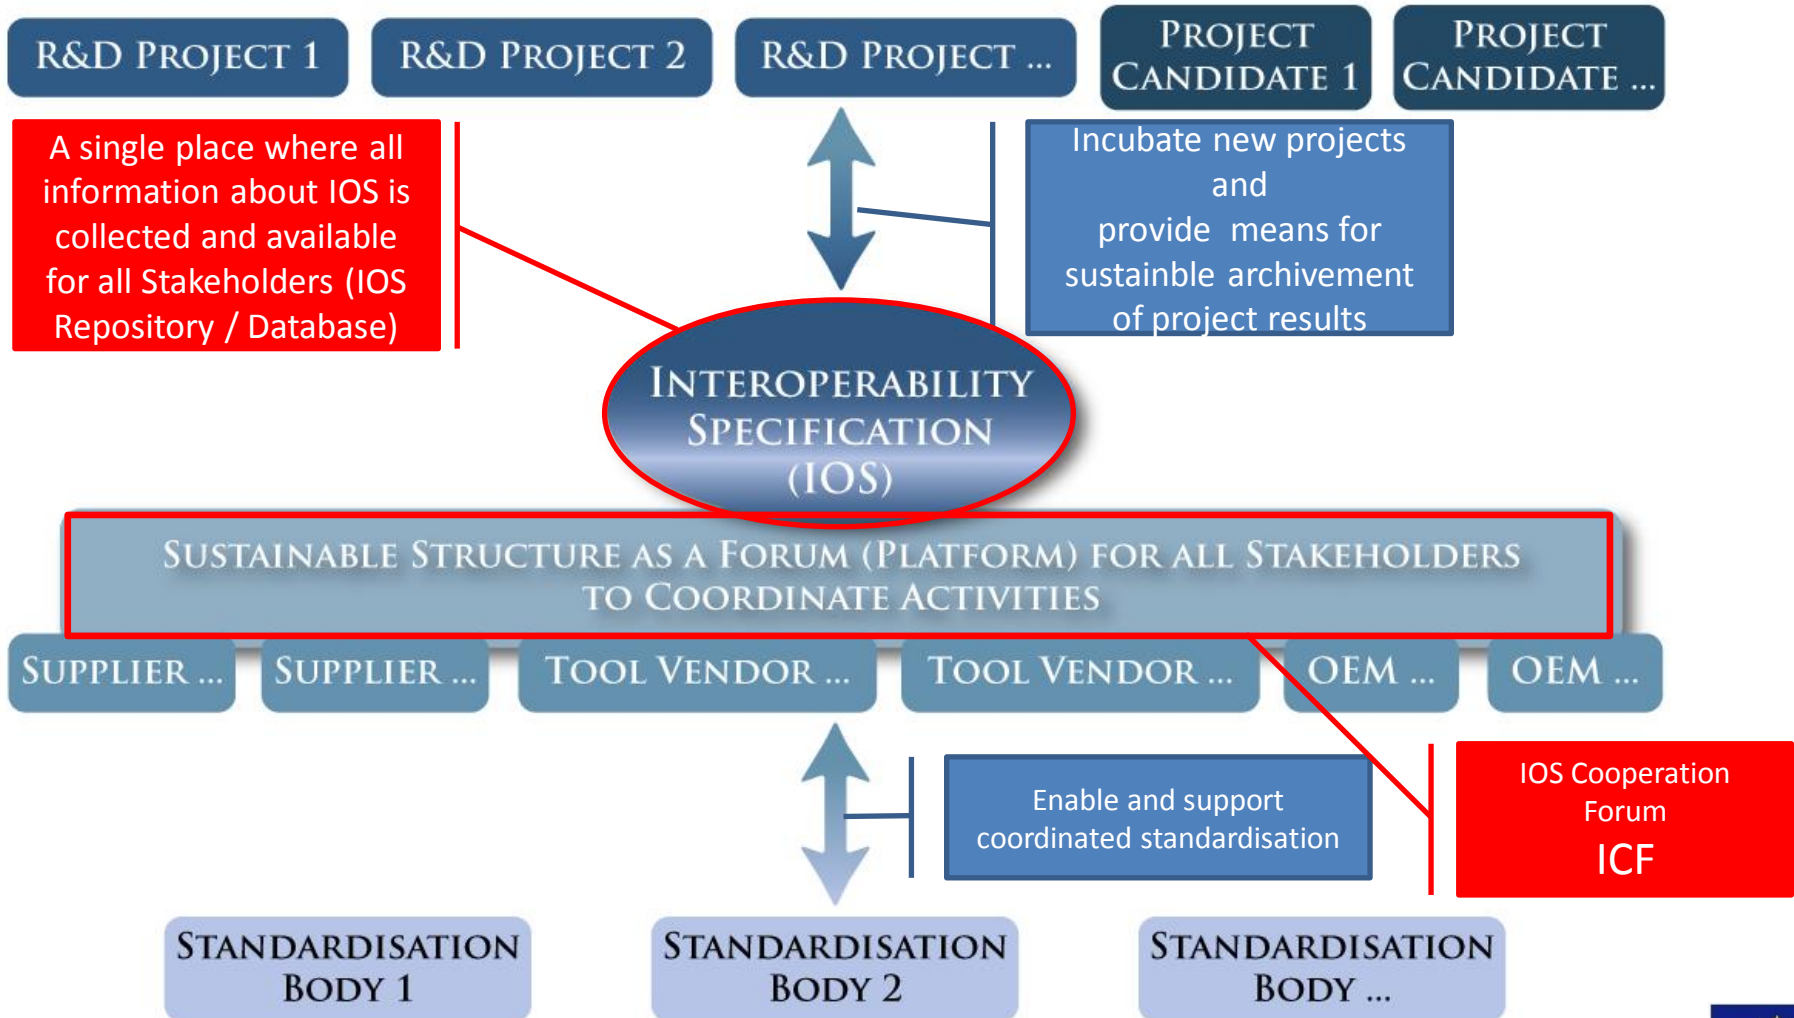 R&D PROJECT 1
R&D PROJECT 2
R&D PROJECT ...
PROJECT
CANDIDATE 1
PROJECT
CANDIDATE ...
A single place where all
information about IOS is
collected and available
for all Stakeholders (IOS
Repository / Database)
Incubate new projects
and
provide means for
sustainble archivement
of project results
INTEROPERABILITY
SPECIFICATION
(IOS)
SUSTAINABLE STRUCTURE AS A FORUM (PLATFORM) FOR ALL STAKEHOLDERS
TO COORDINATE ACTIVITIES
SUPPLIER ...
SUPPLIER ...
TOOL VENDOR ...
TOOL VENDOR ...
OEM ...
OEM ...
Enable and support
coordinated standardisation
IOS Cooperation
Forum
ICF
STANDARDISATION
BODY 1
STANDARDISATION
BODY 2
STANDARDISATION
BODY ...